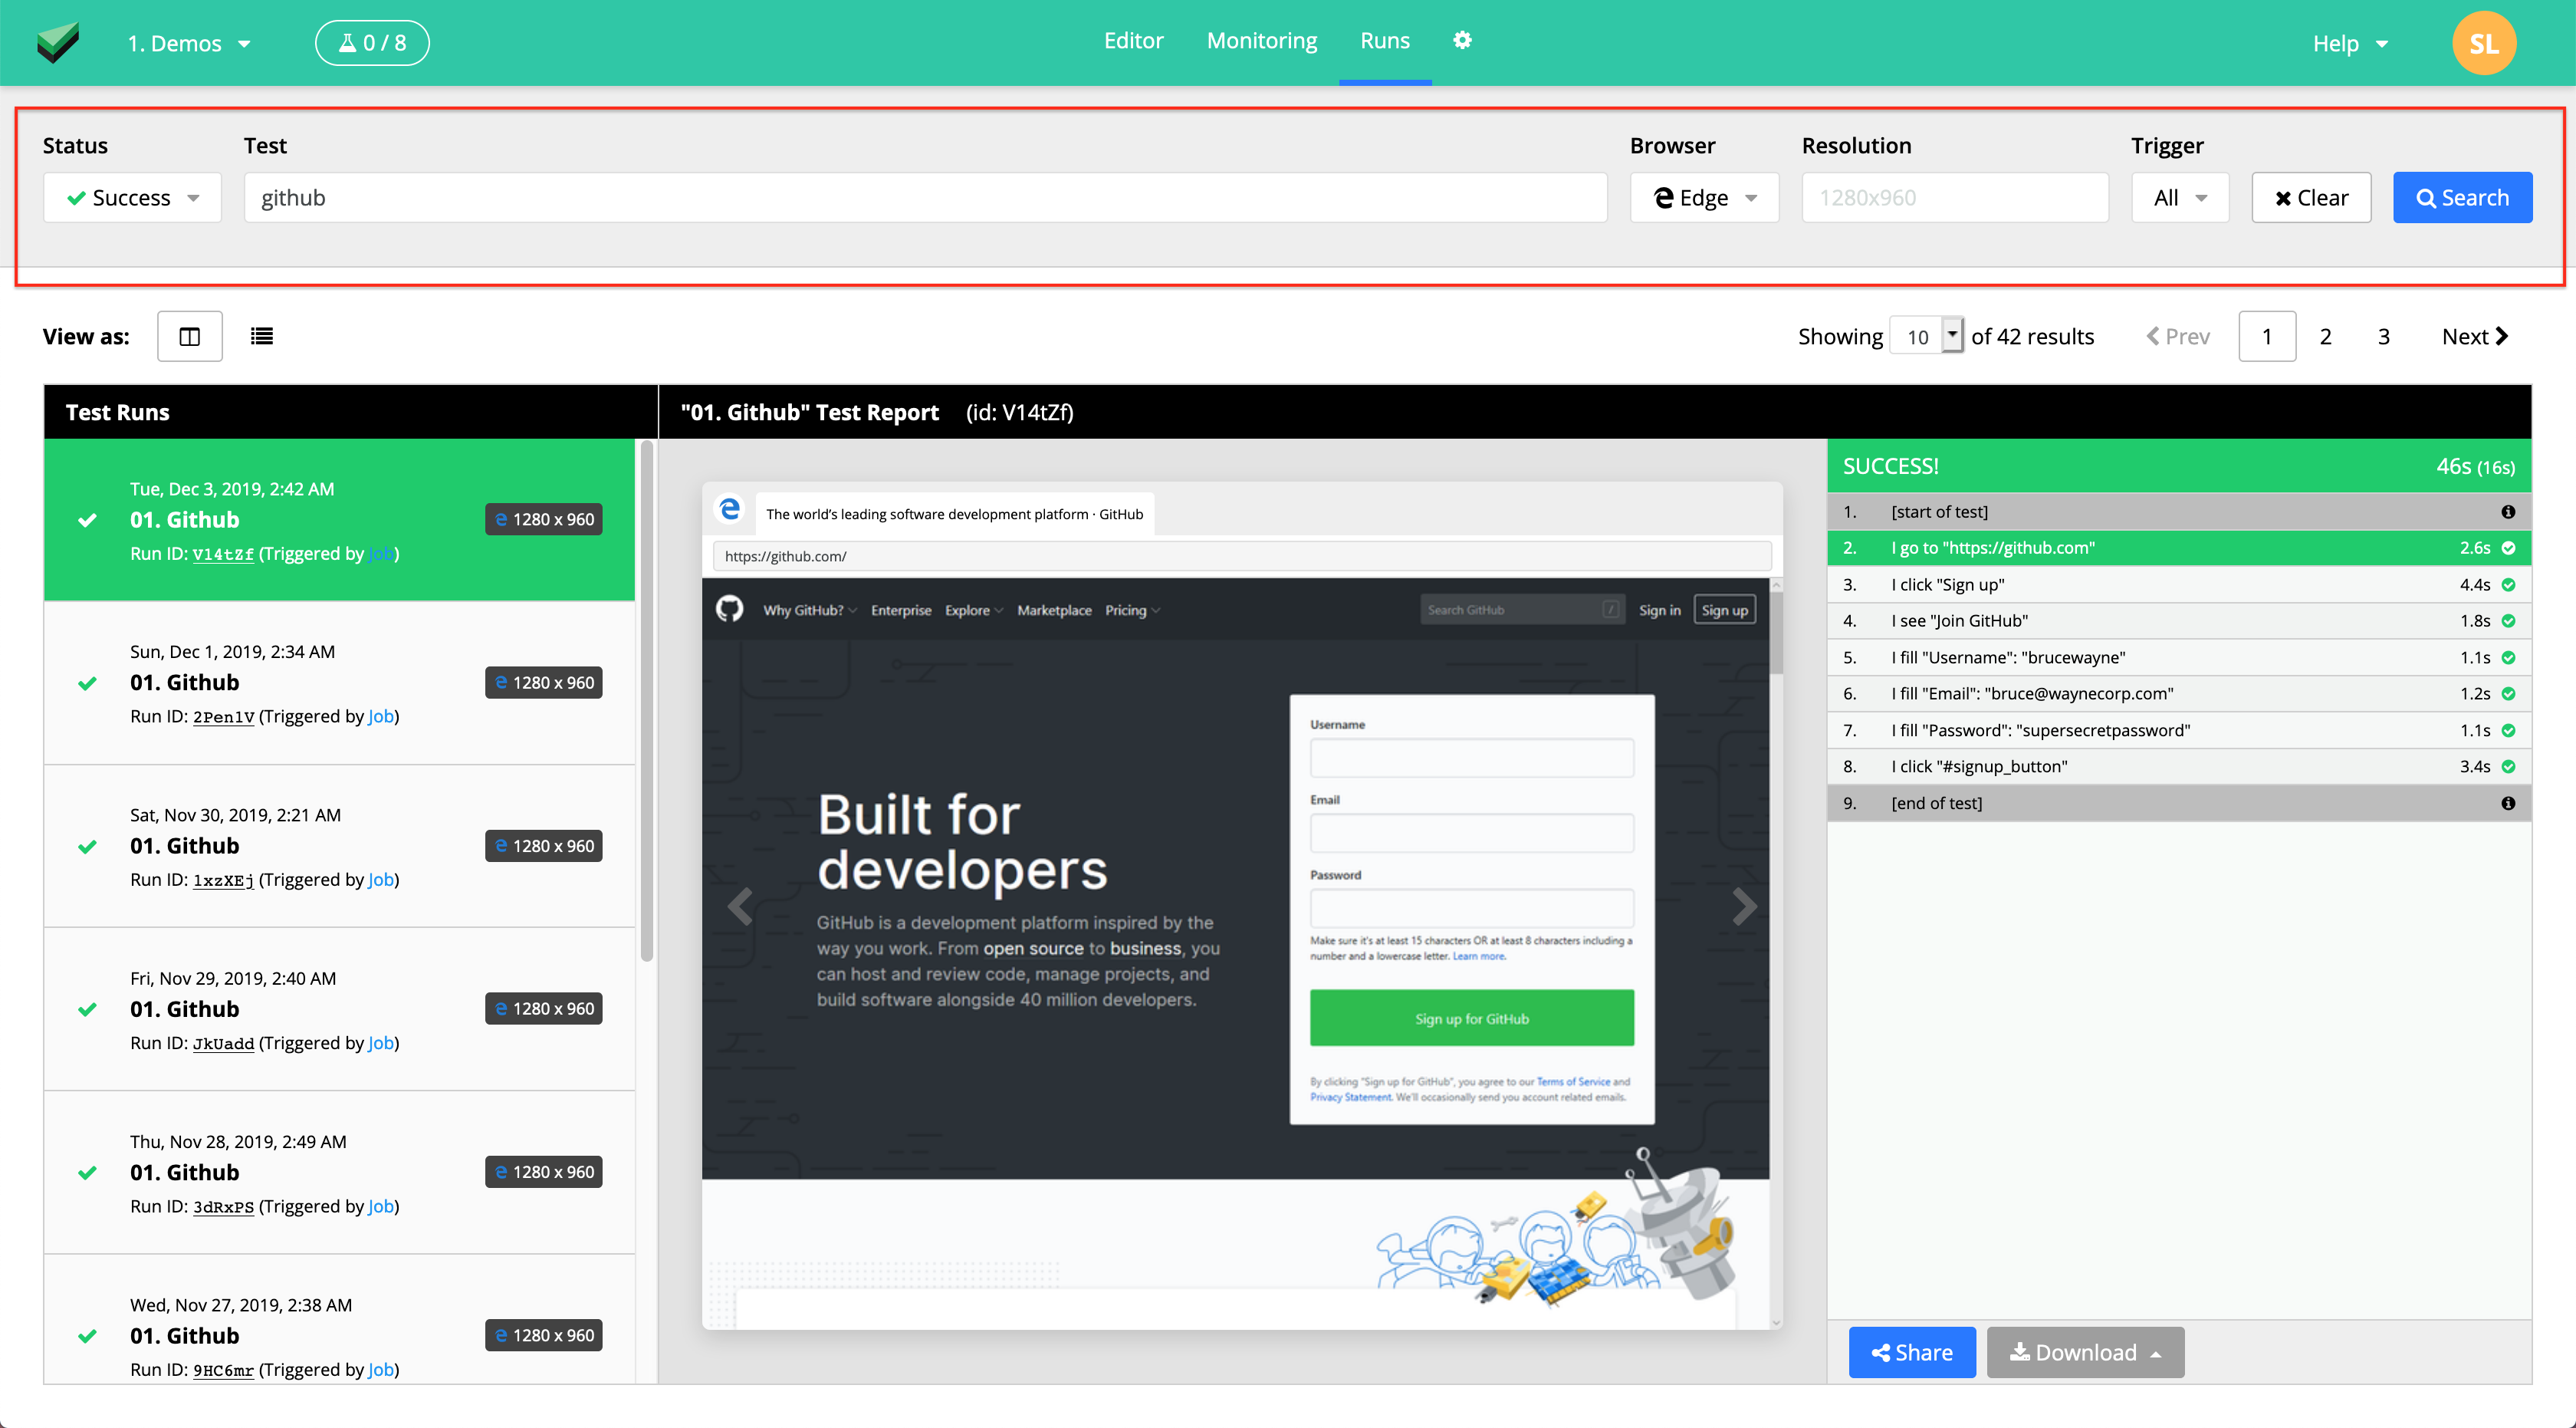 1. Demos
0 / 8
Editor
Monitoring
Runs
Help
SL
Status
Test
Browser
Resolution
Trigger
Success
github
Edge
1280x960
All
Clear
Search
View as:
Showing 10 of 42 results
Prev
1
2
3
Next
Test Runs
Tue, Dec 3, 2019, 2:42 AM
01. Github
1280 x 960
Run ID: V14tZf (Triggered by Job)
Sun, Dec 1, 2019, 2:34 AM
01. Github
1280 x 960
Run ID: 2Pen1V (Triggered by Job)
Sat, Nov 30, 2019, 2:21 AM
01. Github
1280 x 960
Run ID: 1xzXEj (Triggered by Job)
Fri, Nov 29, 2019, 2:40 AM
01. Github
1280 x 960
Run ID: JkUadd (Triggered by Job)
Thu, Nov 28, 2019, 2:49 AM
01. Github
1280 x 960
Run ID: 3dRxPS (Triggered by Job)
Wed, Nov 27, 2019, 2:38 AM
01. Github
1280 x 960
Run ID: 9HC6mr (Triggered by Job)
"01. Github" Test Report (id: V14tZf)
The world's leading software development platform · GitHub
https://github.com/
Why GitHub?
Enterprise
Explore
Marketplace
Pricing
Search GitHub
/
Sign in
Sign up
Built for
developers
GitHub is a development platform inspired by the
way you work. From open source to business, you
can host and review code, manage projects, and
build software alongside 40 million developers.
Username
Email
Password
Make sure it's at least 15 characters OR at least 8 characters including a
number and a lowercase letter. Learn more.
Sign up for GitHub
By clicking "Sign up for GitHub", you agree to our Terms of Service and
Privacy Statement. We'll occasionally send you account related emails.
SUCCESS! 46s (16s)
1. [start of test]
2. I go to "https://github.com" 2.6s
3. I click "Sign up" 4.4s
4. I see "Join GitHub" 1.8s
5. I fill "Username": "brucewayne" 1.1s
6. I fill "Email": "bruce@waynecorp.com" 1.2s
7. I fill "Password": "supersecretpassword" 1.1s
8. I click "#signup_button" 3.4s
9. [end of test]
Share
Download